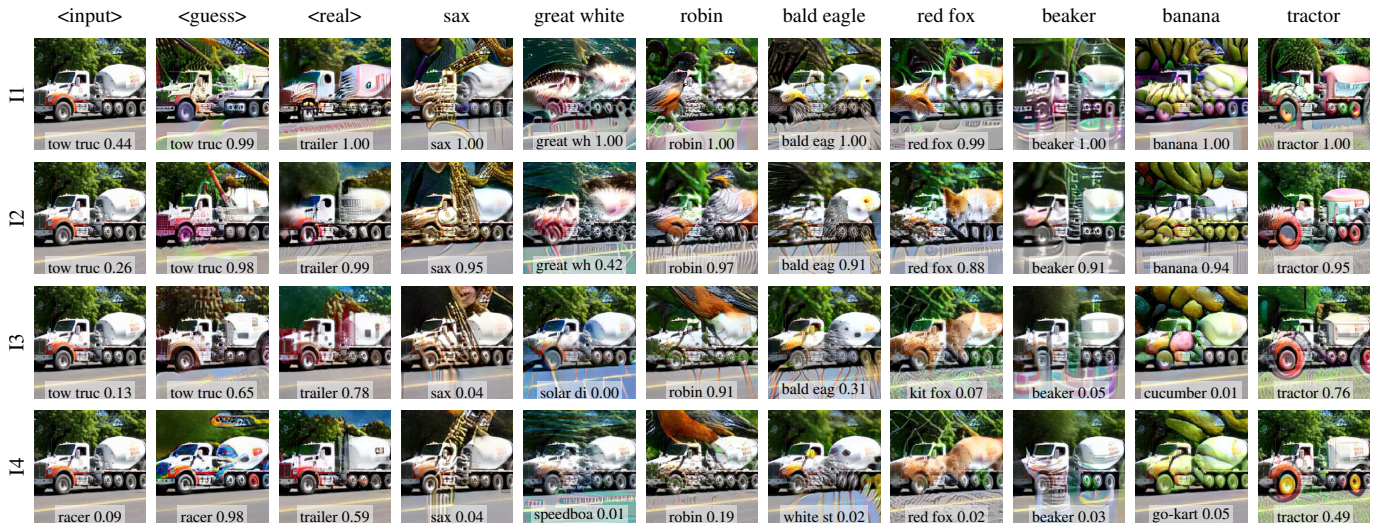 <input> <guess> <real> sax great white robin bald eagle red fox beaker banana tractor
I1
tow truc 0.44 tow truc 0.99 trailer 1.00 sax 1.00 great wh 1.00 robin 1.00 bald eag 1.00 red fox 0.99 beaker 1.00 banana 1.00 tractor 1.00
I2
tow truc 0.26 tow truc 0.98 trailer 0.99 sax 0.95 great wh 0.42 robin 0.97 bald eag 0.91 red fox 0.88 beaker 0.91 banana 0.94 tractor 0.95
I3
tow truc 0.13 tow truc 0.65 trailer 0.78 sax 0.04 solar di 0.00 robin 0.91 bald eag 0.31 kit fox 0.07 beaker 0.05 cucumber 0.01 tractor 0.76
I4
racer 0.09 racer 0.98 trailer 0.59 sax 0.04 speedboa 0.01 robin 0.19 white st 0.02 red fox 0.02 beaker 0.03 go-kart 0.05 tractor 0.49